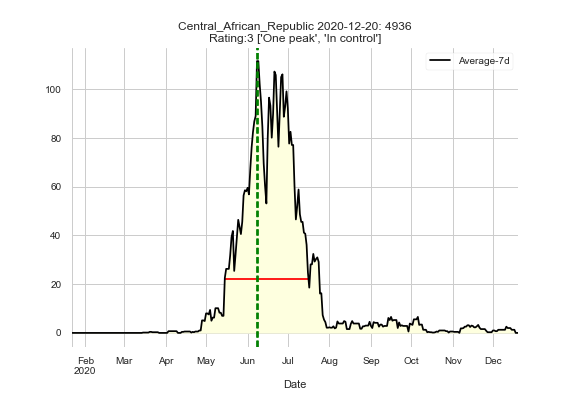 Central_African_Republic 2020-12-20: 4936
Rating:3 ['One peak', 'In control']
Average-7d
100
80
60
40
20
0
Feb Mar Apr May Jun Jul Aug Sep Oct Nov Dec
2020
Date